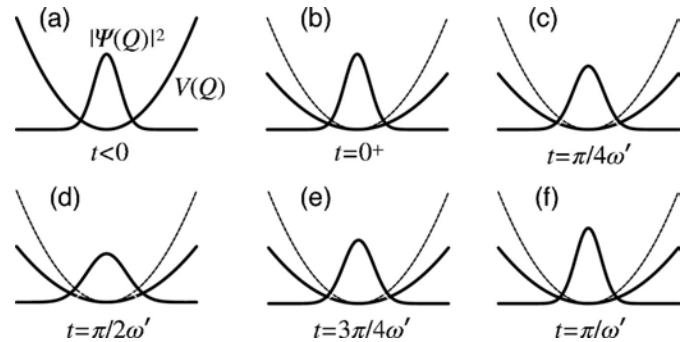 (a)
|Ψ(Q)|²
V(Q)
t<0
(b)
t=0⁺
(c)
t=π/4ω′
(d)
t=π/2ω′
(e)
t=3π/4ω′
(f)
t=π/ω′